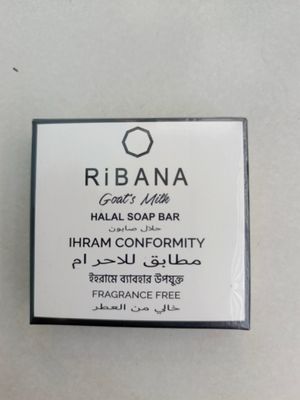 RiBANA
Goat's Milk
HALAL SOAP BAR
حلال صابون
IHRAM CONFORMITY
مطابق للاحرام
ইহরামে ব্যাবহার উপযুক্ত
FRAGRANCE FREE
خالي من العطر